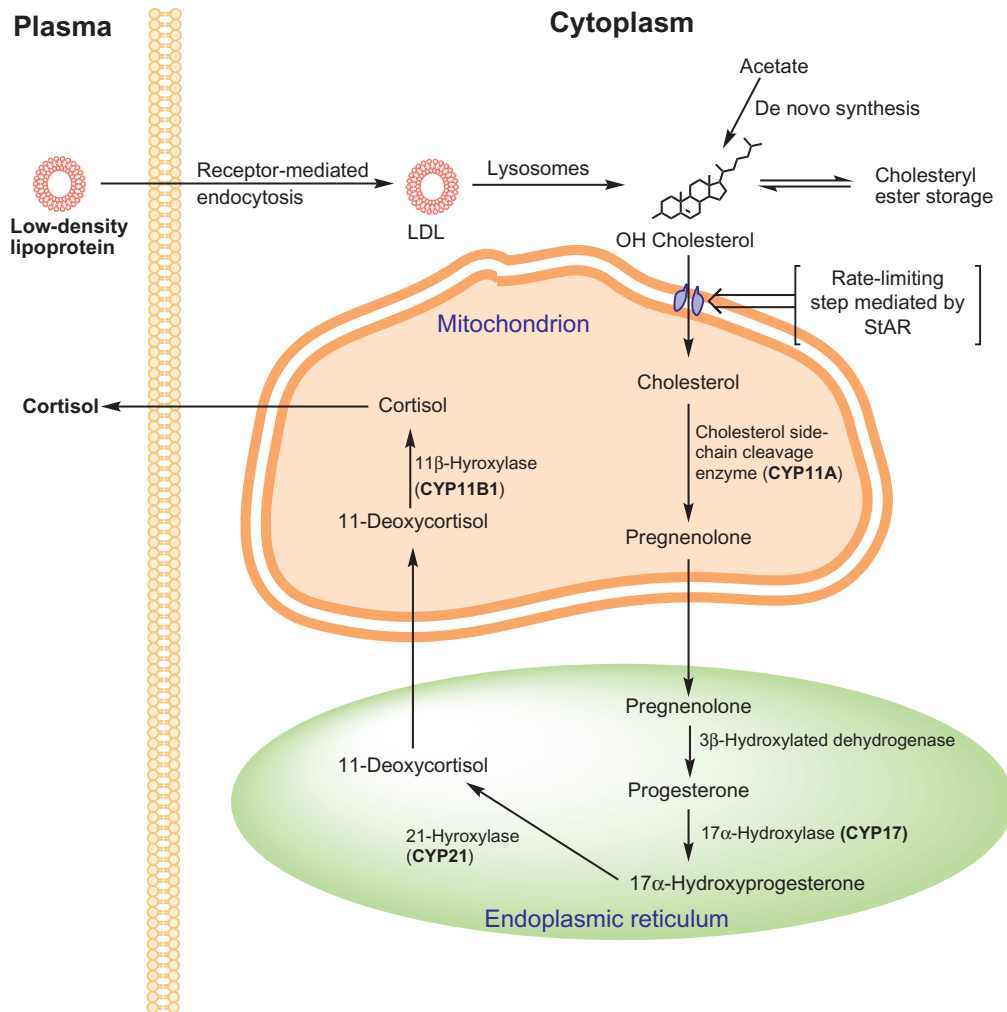 Plasma
Cytoplasm
Acetate
De novo synthesis
Receptor-mediated
endocytosis
Lysosomes
Cholesteryl
ester storage
Low-density
lipoprotein
LDL
OH Cholesterol
Rate-limiting
step mediated by
StAR
Mitochondrion
Cholesterol
Cortisol
Cortisol
Cholesterol side-
chain cleavage
enzyme (CYP11A)
11β-Hyroxylase
(CYP11B1)
11-Deoxycortisol
Pregnenolone
Pregnenolone
3β-Hydroxylated dehydrogenase
11-Deoxycortisol
Progesterone
21-Hyroxylase
(CYP21)
17α-Hydroxylase (CYP17)
17α-Hydroxyprogesterone
Endoplasmic reticulum